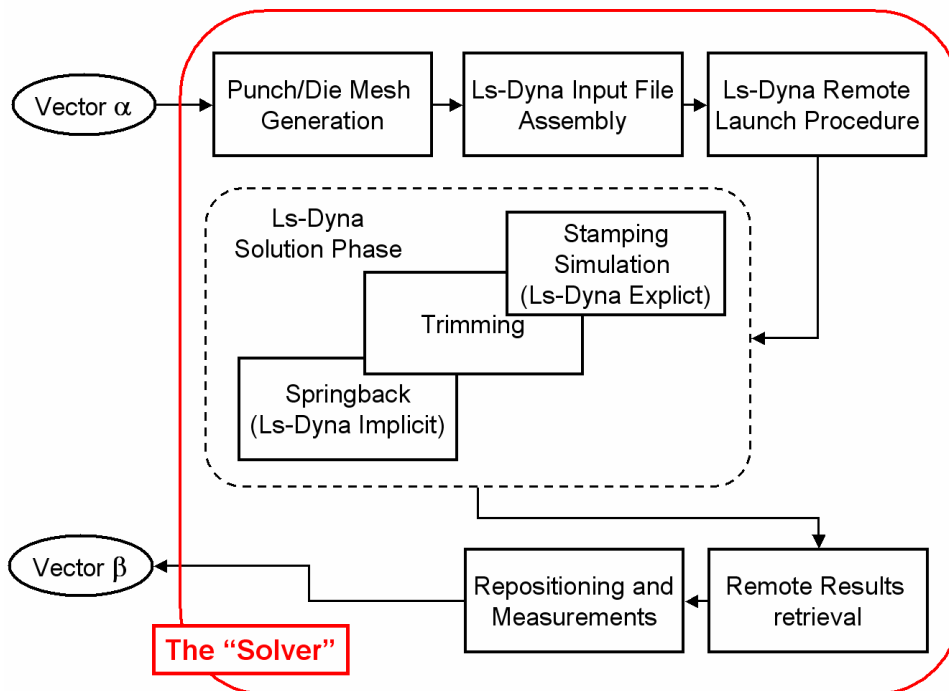 Vector α
Punch/Die Mesh
Generation
Ls-Dyna Input File
Assembly
Ls-Dyna Remote
Launch Procedure
Ls-Dyna
Solution Phase
Stamping
Simulation
(Ls-Dyna Explict)
Trimming
Springback
(Ls-Dyna Implicit)
Vector β
Repositioning and
Measurements
Remote Results
retrieval
The “Solver”